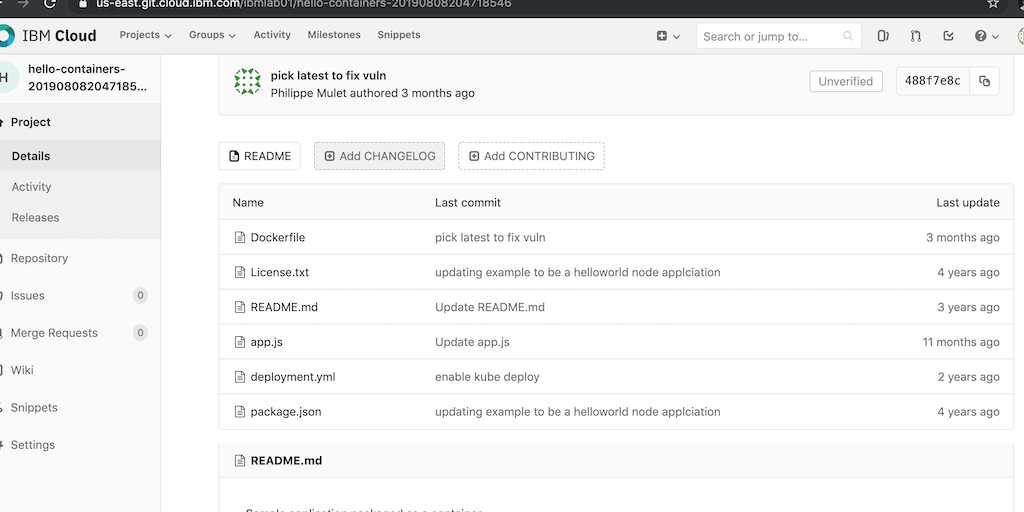 us-east.git.cloud.ibm.com/ibmlab01/hello-containers-20190808204718546
IBM Cloud
Projects
Groups
Activity
Milestones
Snippets
Search or jump to...
H
hello-containers-
201908082047185...
Project
Details
Activity
Releases
Repository
Issues 0
Merge Requests 0
Wiki
Snippets
Settings
pick latest to fix vuln
Philippe Mulet authored 3 months ago
Unverified
488f7e8c
README
Add CHANGELOG
Add CONTRIBUTING
Name Last commit Last update
Dockerfile pick latest to fix vuln 3 months ago
License.txt updating example to be a helloworld node applciation 4 years ago
README.md Update README.md 3 years ago
app.js Update app.js 11 months ago
deployment.yml enable kube deploy 2 years ago
package.json updating example to be a helloworld node applciation 4 years ago
README.md
Sample application packaged as a container